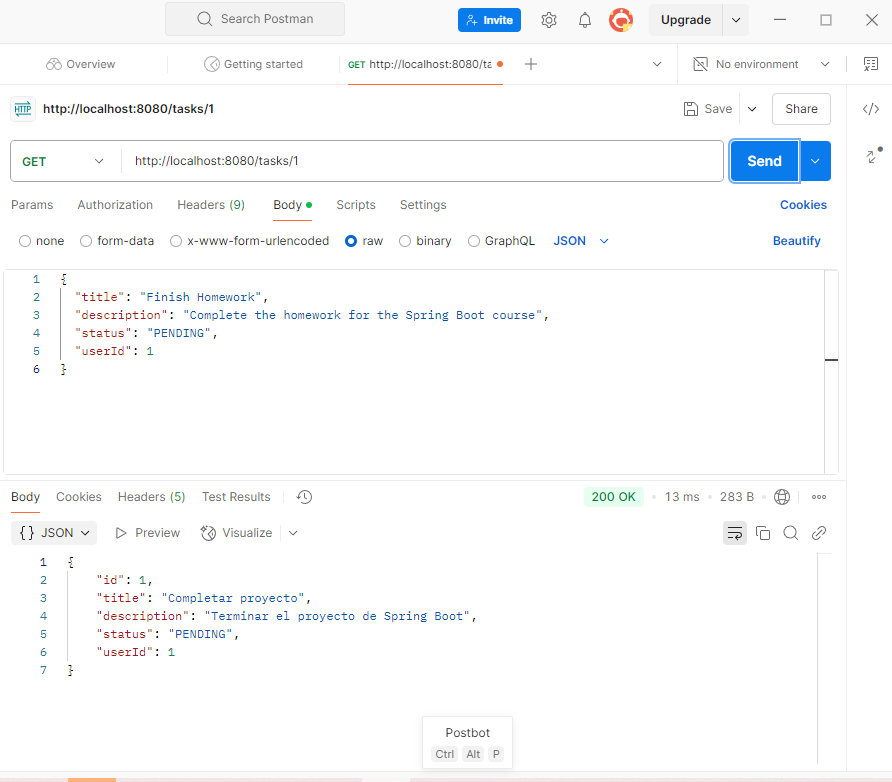 Search Postman
Invite
Upgrade
Overview
Getting started
GET http://localhost:8080/ta
No environment
HTTP http://localhost:8080/tasks/1
Save
Share
GET
http://localhost:8080/tasks/1
Send
Params
Authorization
Headers (9)
Body
Scripts
Settings
Cookies
none
form-data
x-www-form-urlencoded
raw
binary
GraphQL
JSON
Beautify
1 {
2 "title": "Finish Homework",
3 "description": "Complete the homework for the Spring Boot course",
4 "status": "PENDING",
5 "userId": 1
6 }
Body
Cookies
Headers (5)
Test Results
200 OK
13 ms
283 B
{} JSON
Preview
Visualize
1 {
2 "id": 1,
3 "title": "Completar proyecto",
4 "description": "Terminar el proyecto de Spring Boot",
5 "status": "PENDING",
6 "userId": 1
7 }
Postbot
Ctrl Alt P